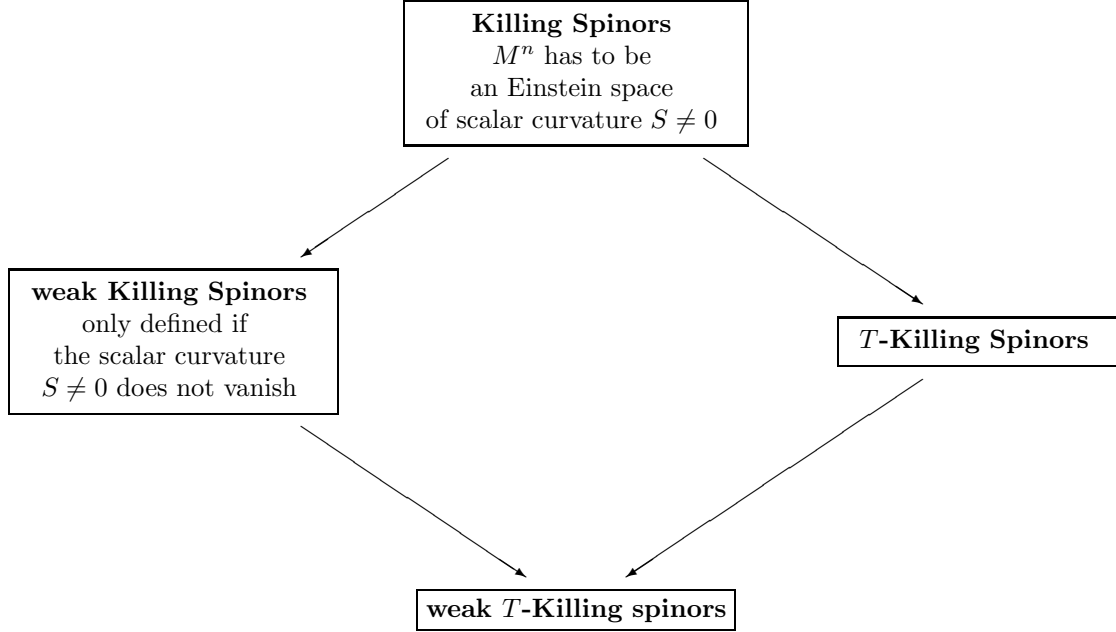 Killing Spinors
Mⁿ has to be
an Einstein space
of scalar curvature S ≠ 0
weak Killing Spinors
only defined if
the scalar curvature
S ≠ 0 does not vanish
T-Killing Spinors
weak T-Killing spinors